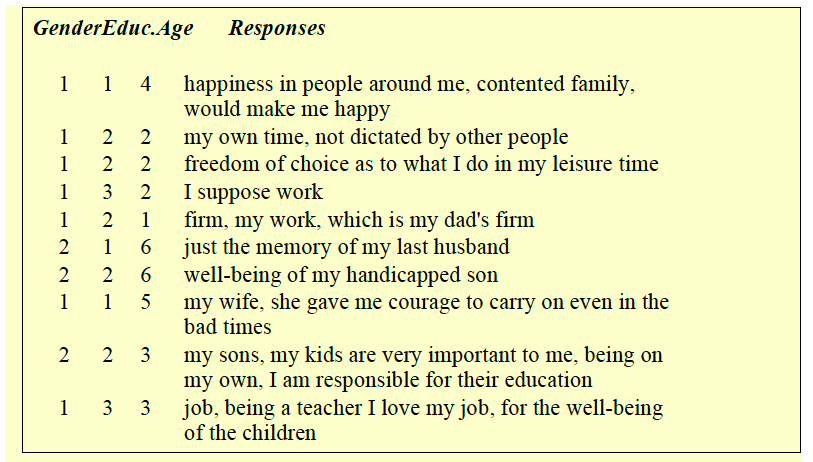 GenderEduc.Age Responses
1 1 4 happiness in people around me, contented family,
would make me happy
1 2 2 my own time, not dictated by other people
1 2 2 freedom of choice as to what I do in my leisure time
1 3 2 I suppose work
1 2 1 firm, my work, which is my dad's firm
2 1 6 just the memory of my last husband
2 2 6 well-being of my handicapped son
1 1 5 my wife, she gave me courage to carry on even in the
bad times
2 2 3 my sons, my kids are very important to me, being on
my own, I am responsible for their education
1 3 3 job, being a teacher I love my job, for the well-being
of the children